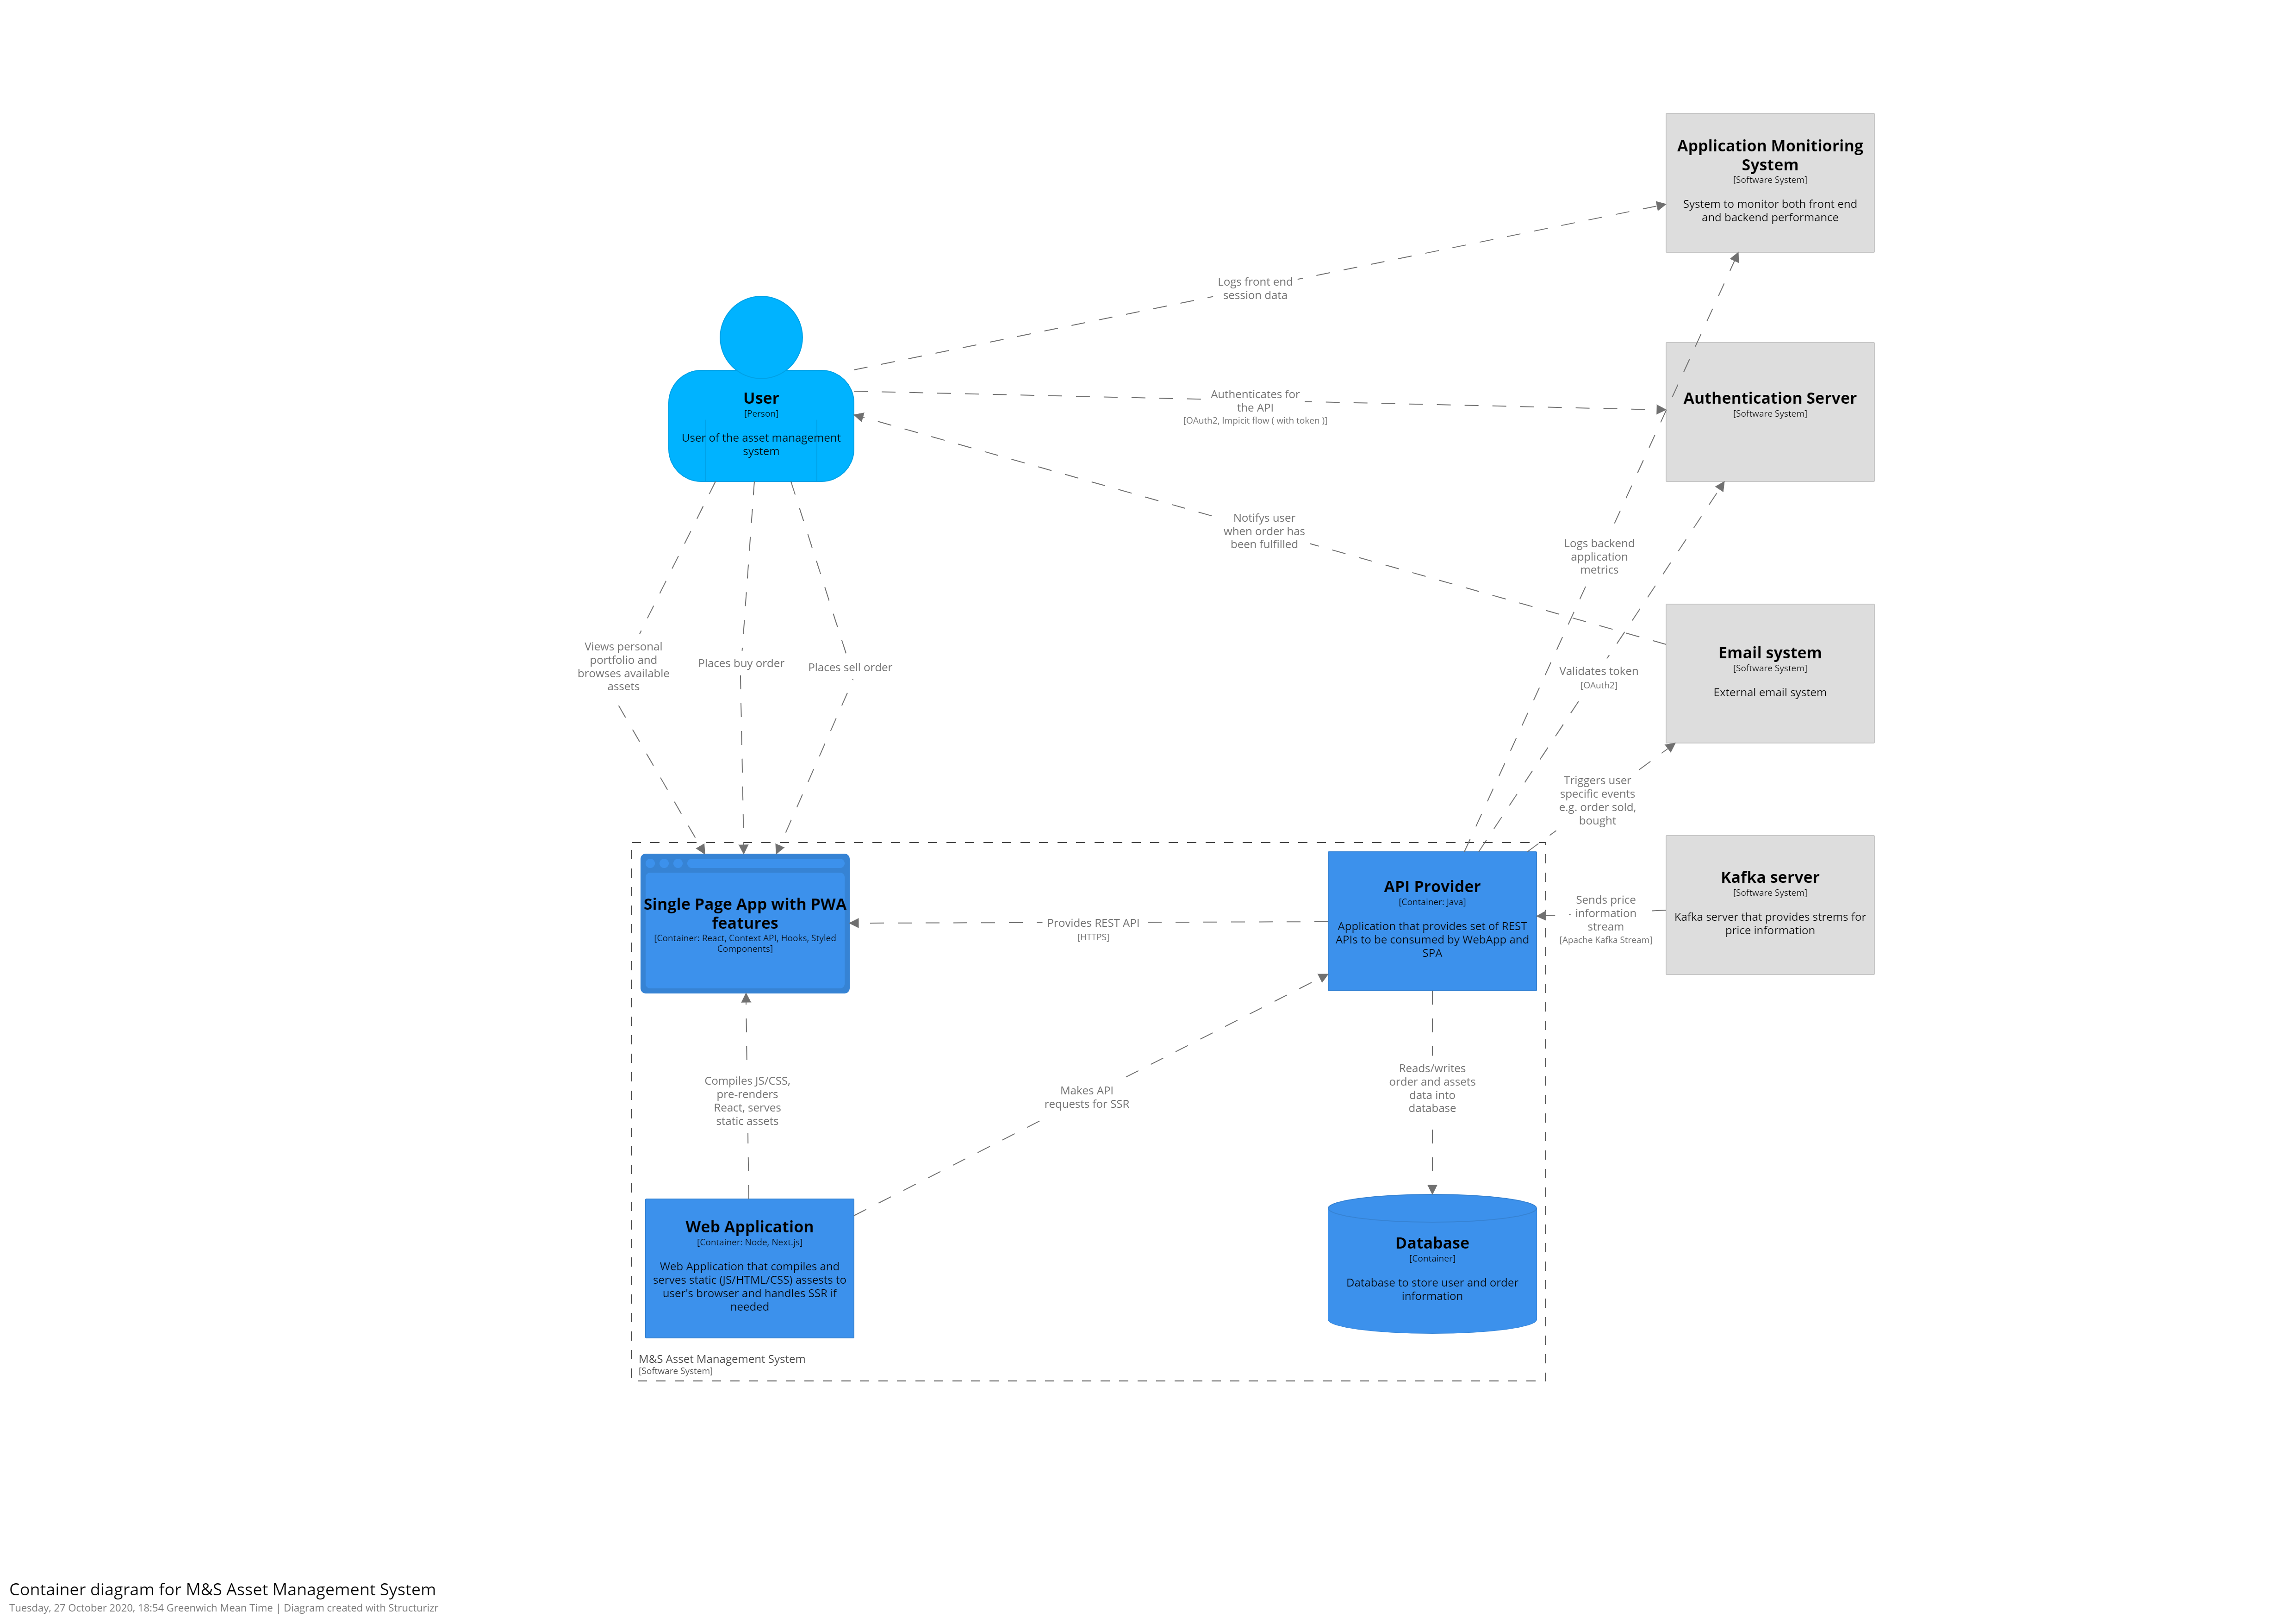 Application Monitioring
System
[Software System]
System to monitor both front end
and backend performance
Logs front end
session data
User
[Person]
User of the asset management
system
Authenticates for
the API
[OAuth2, Impicit flow ( with token )]
Authentication Server
[Software System]
Notifys user
when order has
been fulfilled
Logs backend
application
metrics
Views personal
portfolio and
browses available
assets
Places buy order
Places sell order
Validates token
[OAuth2]
Email system
[Software System]
External email system
Triggers user
specific events
e.g. order sold,
bought
Single Page App with PWA
features
[Container: React, Context API, Hooks, Styled
Components]
Provides REST API
[HTTPS]
API Provider
[Container: Java]
Application that provides set of REST
APIs to be consumed by WebApp and
SPA
Sends price
information
stream
[Apache Kafka Stream]
Kafka server
[Software System]
Kafka server that provides strems for
price information
Compiles JS/CSS,
pre-renders
React, serves
static assets
Makes API
requests for SSR
Reads/writes
order and assets
data into
database
Web Application
[Container: Node, Next.js]
Web Application that compiles and
serves static (JS/HTML/CSS) assests to
user's browser and handles SSR if
needed
Database
[Container]
Database to store user and order
information
M&S Asset Management System
[Software System]
Container diagram for M&S Asset Management System
Tuesday, 27 October 2020, 18:54 Greenwich Mean Time | Diagram created with Structurizr